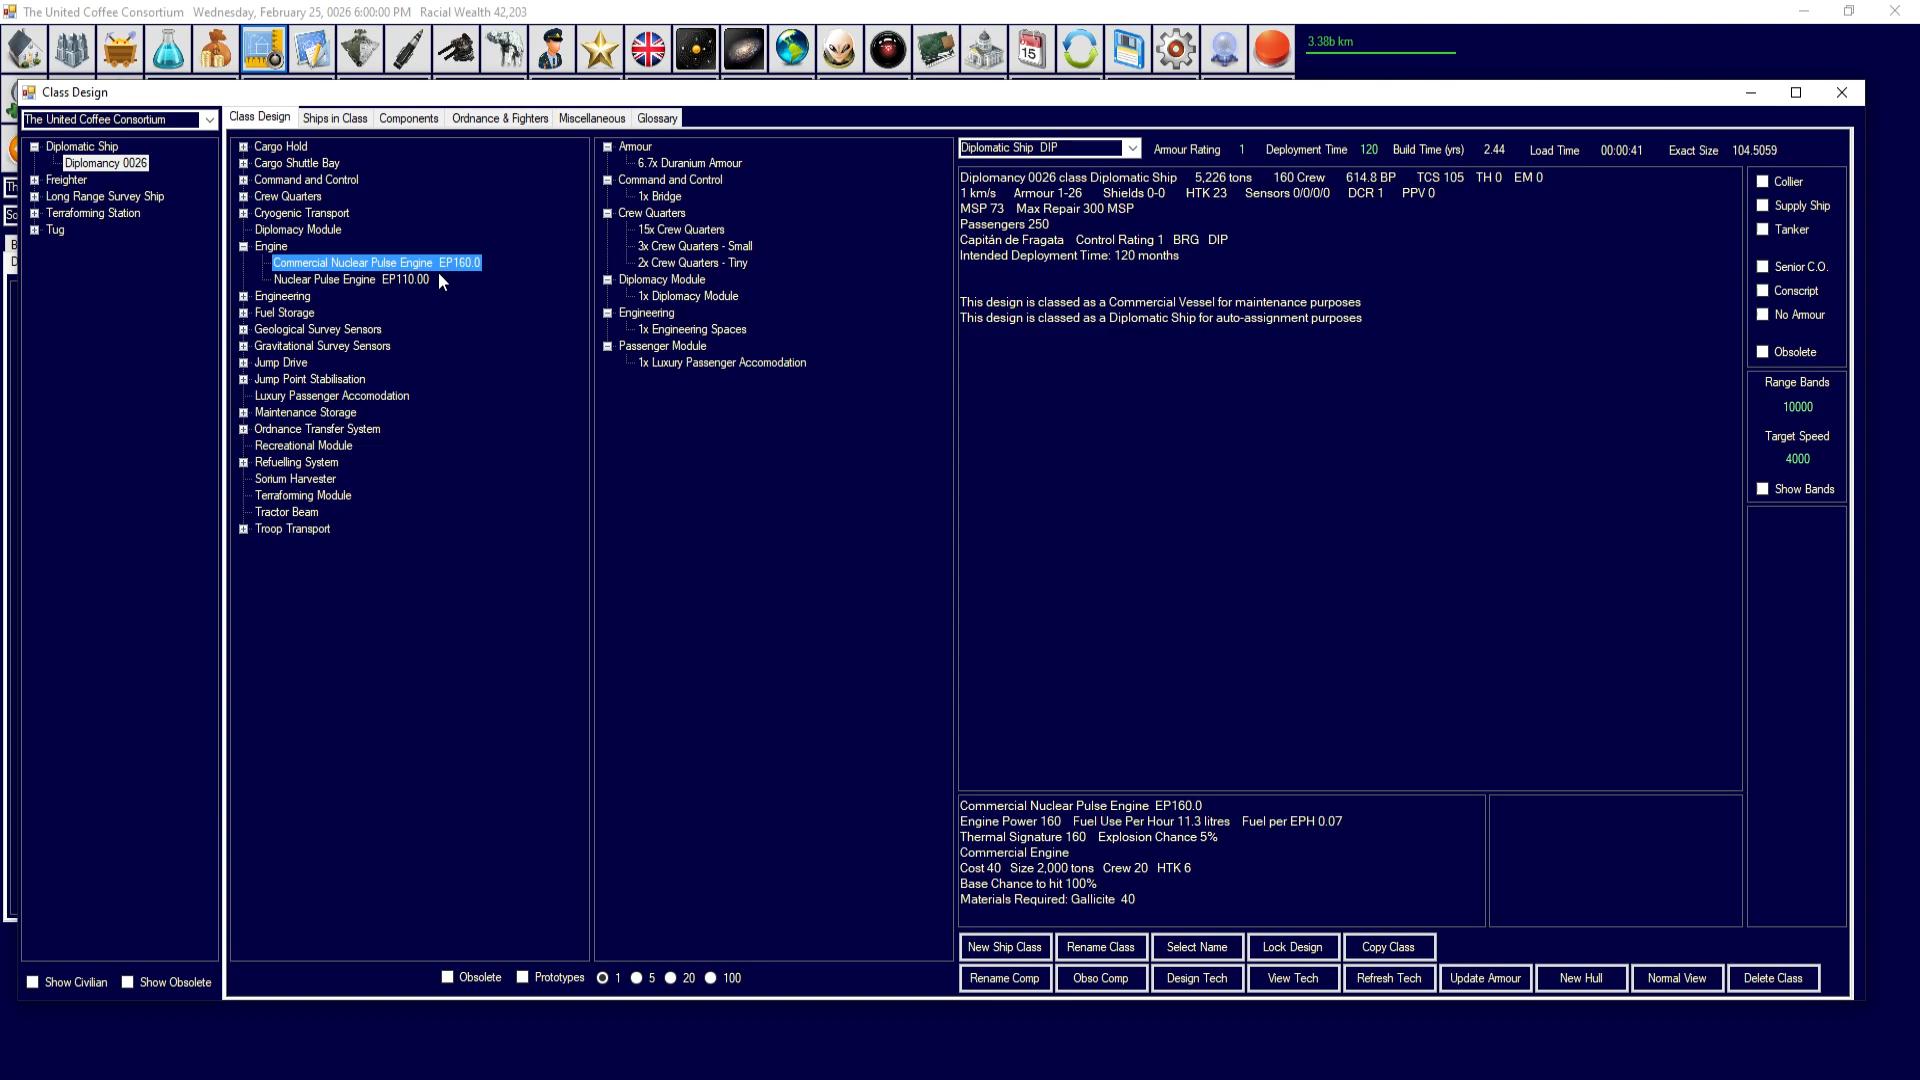 The United Coffee Consortium   Wednesday, February 25, 0026 6:00:00 PM   Racial Wealth 42,203
3.38b km
15
Class Design
The United Coffee Consortium
Class Design
Ships in Class
Components
Ordnance & Fighters
Miscellaneous
Glossary
Diplomatic Ship
Diplomancy 0026
Freighter
Long Range Survey Ship
Terraforming Station
Tug
Cargo Hold
Cargo Shuttle Bay
Command and Control
Crew Quarters
Cryogenic Transport
Diplomacy Module
Engine
Commercial Nuclear Pulse Engine  EP160.0
Nuclear Pulse Engine  EP110.00
Engineering
Fuel Storage
Geological Survey Sensors
Gravitational Survey Sensors
Jump Drive
Jump Point Stabilisation
Luxury Passenger Accomodation
Maintenance Storage
Ordnance Transfer System
Recreational Module
Refuelling System
Sorium Harvester
Terraforming Module
Tractor Beam
Troop Transport
Armour
6.7x Duranium Armour
Command and Control
1x Bridge
Crew Quarters
15x Crew Quarters
3x Crew Quarters - Small
2x Crew Quarters - Tiny
Diplomacy Module
1x Diplomacy Module
Engineering
1x Engineering Spaces
Passenger Module
1x Luxury Passenger Accomodation
Diplomatic Ship  DIP
Armour Rating   1   Deployment Time   120   Build Time (yrs)   2.44   Load Time   00:00:41   Exact Size   104.5059
Diplomancy 0026 class Diplomatic Ship   5,226 tons   160 Crew   614.8 BP   TCS 105   TH 0   EM 0
1 km/s   Armour 1-26   Shields 0-0   HTK 23   Sensors 0/0/0/0   DCR 1   PPV 0
MSP 73   Max Repair 300 MSP
Passengers 250
Capitán de Fragata   Control Rating 1   BRG   DIP
Intended Deployment Time: 120 months
This design is classed as a Commercial Vessel for maintenance purposes
This design is classed as a Diplomatic Ship for auto-assignment purposes
Collier
Supply Ship
Tanker
Senior C.O.
Conscript
No Armour
Obsolete
Range Bands
10000
Target Speed
4000
Show Bands
Commercial Nuclear Pulse Engine  EP160.0
Engine Power 160   Fuel Use Per Hour 11.3 litres   Fuel per EPH 0.07
Thermal Signature 160   Explosion Chance 5%
Commercial Engine
Cost 40   Size 2,000 tons   Crew 20   HTK 6
Base Chance to hit 100%
Materials Required: Gallicite  40
New Ship Class
Rename Class
Select Name
Lock Design
Copy Class
Show Civilian
Show Obsolete
Obsolete
Prototypes
1
5
20
100
Rename Comp
Obso Comp
Design Tech
View Tech
Refresh Tech
Update Armour
New Hull
Normal View
Delete Class